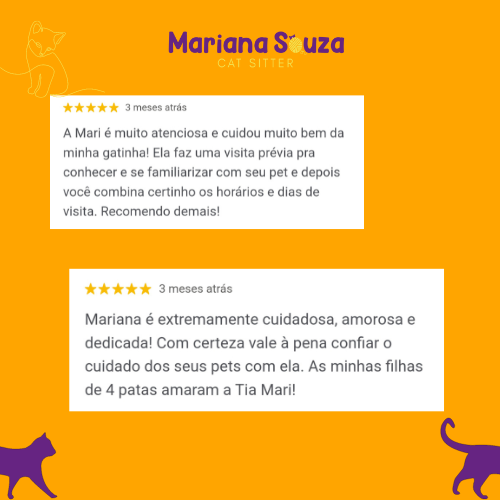 Mariana Souza
CAT SITTER
3 meses atrás
A Mari é muito atenciosa e cuidou muito bem da
minha gatinha! Ela faz uma visita prévia pra
conhecer e se familiarizar com seu pet e depois
você combina certinho os horários e dias de
visita. Recomendo demais!
3 meses atrás
Mariana é extremamente cuidadosa, amorosa e
dedicada! Com certeza vale à pena confiar o
cuidado dos seus pets com ela. As minhas filhas
de 4 patas amaram a Tia Mari!